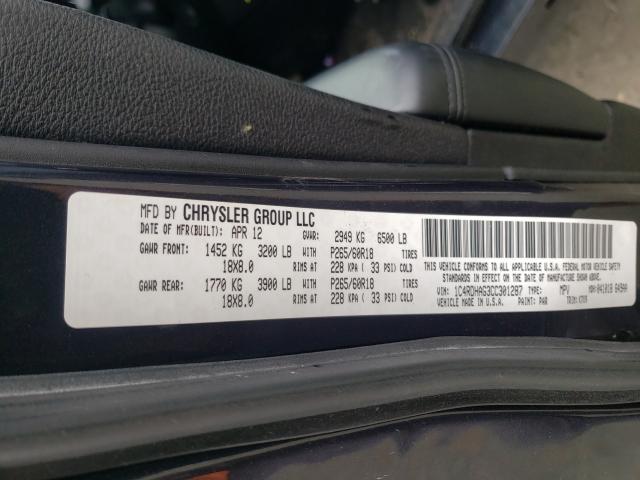 MFD BY CHRYSLER GROUP LLC
DATE OF MFR(BUILT): APR 12 GVWR: 2949 KG 6500 LB
GAWR FRONT: 1452 KG 3200 LB WITH P265/60R18 TIRES
18X8.0 RIMS AT 228 KPA ( 33 PSI) COLD
GAWR REAR: 1770 KG 3900 LB WITH P265/60R18 TIRES
18X8.0 RIMS AT 228 KPA ( 33 PSI) COLD
THIS VEHICLE CONFORMS TO ALL APPLICABLE U.S.A. FEDERAL MOTOR VEHICLE SAFETY
STANDARDS IN EFFECT ON THE DATE OF MANUFACTURE SHOWN ABOVE
VIN: 1C4RDHAG3CC301287 TYPE: MPV MDH: 041018
MADE IN U.S.A. PAINT: PAR TRIM: